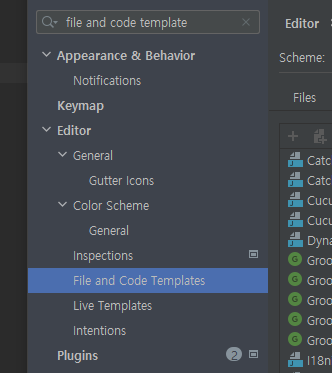 file and code template
Appearance & Behavior
Notifications
Keymap
Editor
General
Gutter Icons
Color Scheme
General
Inspections
File and Code Templates
Live Templates
Intentions
Plugins 2
Editor
Scheme:
Files
Catc
Catc
Cucu
Cucu
Dyna
Groo
Groo
Groo
Groo
Groo
I18n